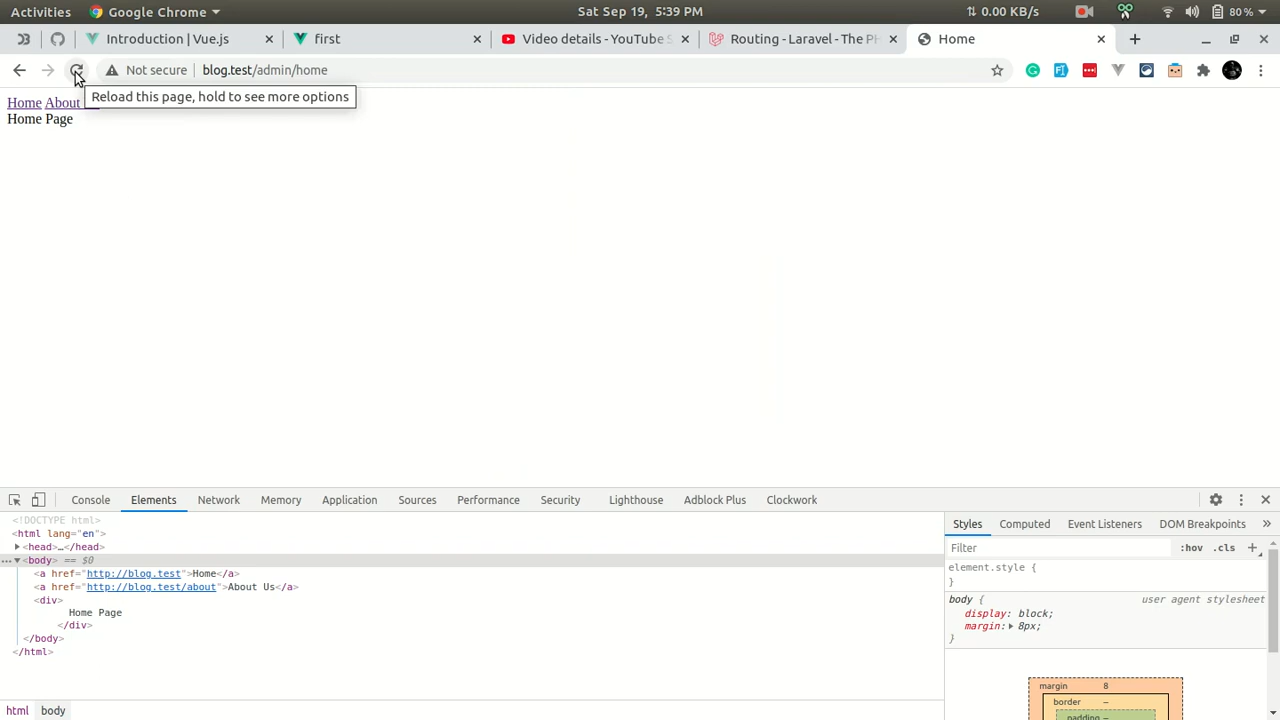 Activities Google Chrome Sat Sep 19, 5:39 PM 0.00 KB/s 80 %
Introduction | Vue.js first Video details - YouTube S Routing - Laravel - The PH Home
Not secure blog.test/admin/home
Reload this page, hold to see more options
Home About
Home Page
Console Elements Network Memory Application Sources Performance Security Lighthouse Adblock Plus Clockwork
<!DOCTYPE html>
<html lang="en">
<head>…</head>
<body> == $0
<a href="http://blog.test">Home</a>
<a href="http://blog.test/about">About Us</a>
<div>
Home Page
</div>
</body>
</html>
html body
Styles Computed Event Listeners DOM Breakpoints »
Filter :hov .cls +
element.style {
}
body { user agent stylesheet
display: block;
margin: 8px;
}
margin 8
border –
padding –